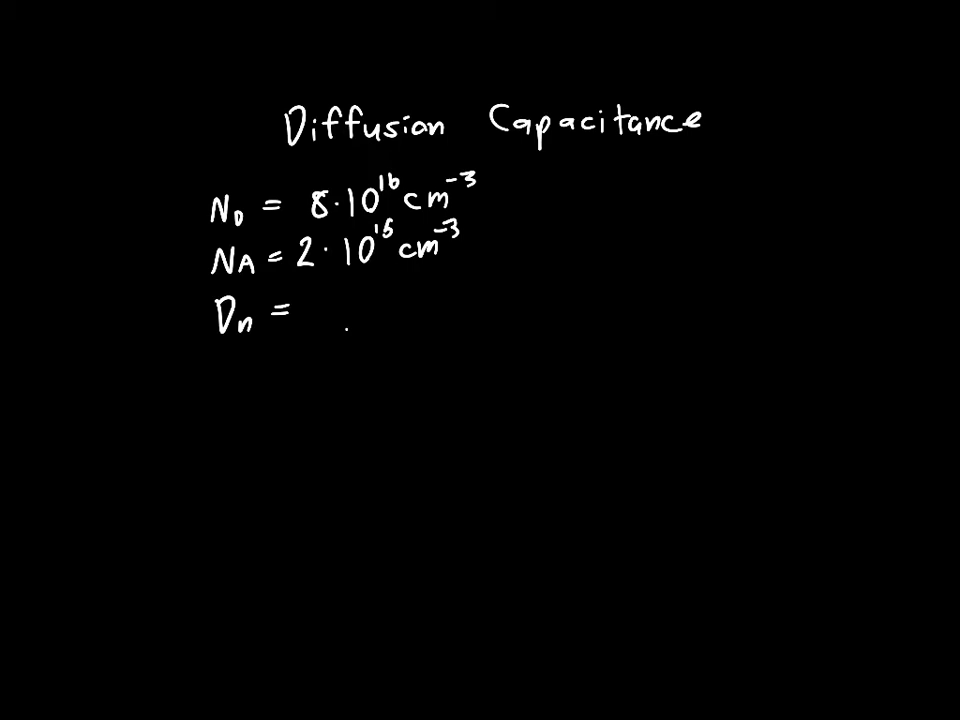 Diffusion Capacitance
N_D = 8·10^16 cm^-3
N_A = 2·10^15 cm^-3
D_n =